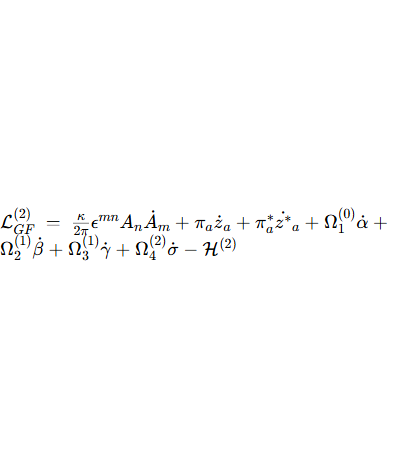 $\mathcal{L}_{GF}^{(2)} = \frac{\kappa}{2\pi}\epsilon^{mn}A_n\dot{A}_m + \pi_a\dot{z}_a + \pi_a^*\dot{z^*}_a + \Omega_1^{(0)}\dot{\alpha} +$
$\Omega_2^{(1)}\dot{\beta} + \Omega_3^{(1)}\dot{\gamma} + \Omega_4^{(2)}\dot{\sigma} - \mathcal{H}^{(2)}$